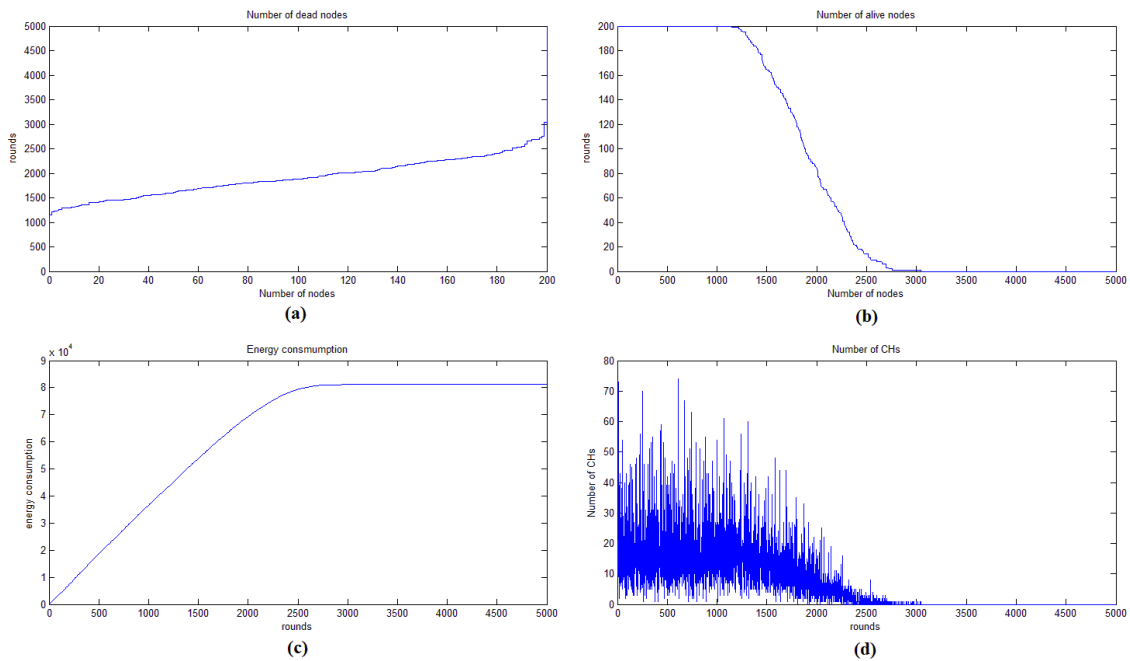 Number of dead nodes
5000
4500
4000
3500
3000
2500
2000
1500
1000
500
0
rounds
0 20 40 60 80 100 120 140 160 180 200
Number of nodes
(a)
Number of alive nodes
200
180
160
140
120
100
80
60
40
20
0
rounds
0 500 1000 1500 2000 2500 3000 3500 4000 4500 5000
Number of nodes
(b)
Energy consmumption
x 10^4
9
8
7
6
5
4
3
2
1
0
energy consumption
0 500 1000 1500 2000 2500 3000 3500 4000 4500 5000
rounds
(c)
Number of CHs
80
70
60
50
40
30
20
10
0
Number of CHs
0 500 1000 1500 2000 2500 3000 3500 4000 4500 5000
rounds
(d)